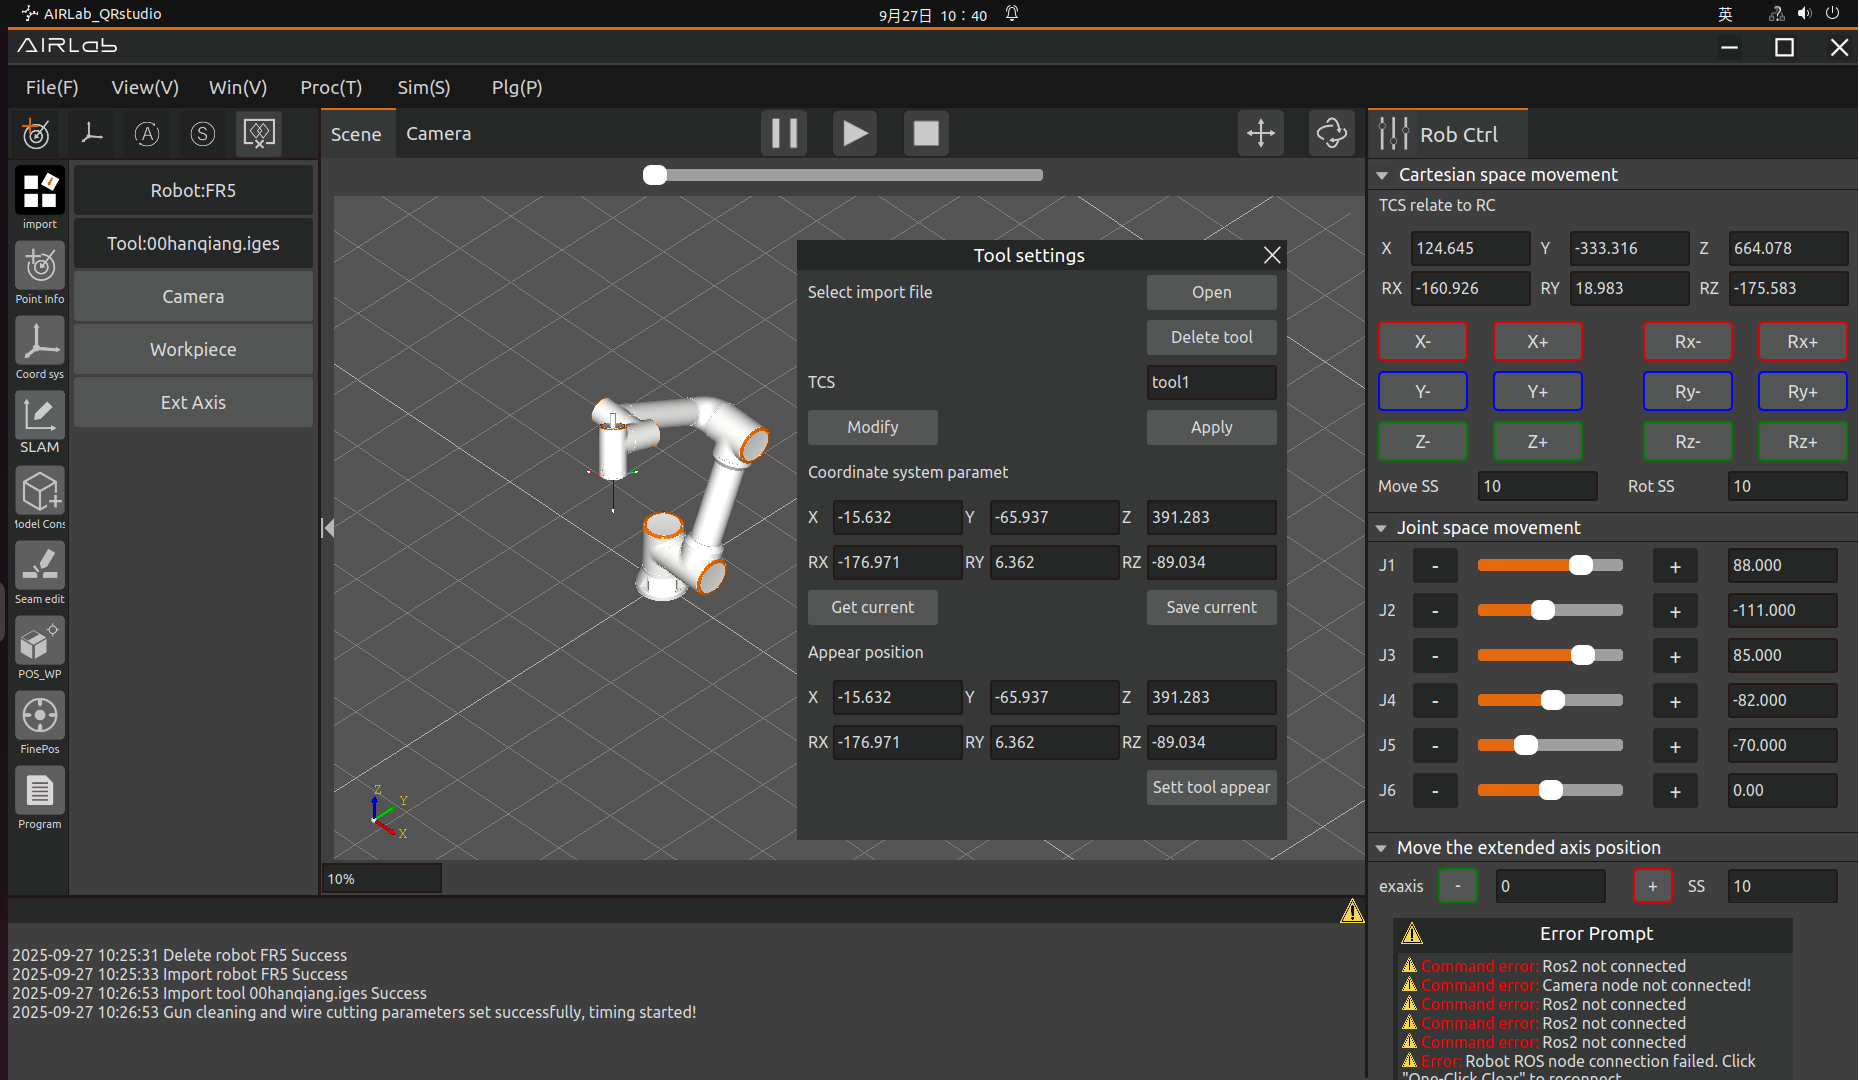 AIRLab_QRstudio
9月27日 10：40
英
AIRLab
File(F) View(V) Win(V) Proc(T) Sim(S) Plg(P)
A S
Scene Camera
Rob Ctrl
import
Point Info
Coord sys
SLAM
Model Cons
Seam edit
POS_WP
FinePos
Program
Robot:FR5
Tool:00hanqiang.iges
Camera
Workpiece
Ext Axis
Z
Y
X
10%
Tool settings
Select import file Open
Delete tool
TCS tool1
Modify Apply
Coordinate system paramet
X -15.632 Y -65.937 Z 391.283
RX -176.971 RY 6.362 RZ -89.034
Get current Save current
Appear position
X -15.632 Y -65.937 Z 391.283
RX -176.971 RY 6.362 RZ -89.034
Sett tool appear
Cartesian space movement
TCS relate to RC
X 124.645 Y -333.316 Z 664.078
RX -160.926 RY 18.983 RZ -175.583
X- X+ Rx- Rx+
Y- Y+ Ry- Ry+
Z- Z+ Rz- Rz+
Move SS 10 Rot SS 10
Joint space movement
J1 - + 88.000
J2 - + -111.000
J3 - + 85.000
J4 - + -82.000
J5 - + -70.000
J6 - + 0.00
Move the extended axis position
exaxis - 0 + SS 10
Error Prompt
Command error: Ros2 not connected
Command error: Camera node not connected!
Command error: Ros2 not connected
Command error: Ros2 not connected
Command error: Ros2 not connected
Error: Robot ROS node connection failed. Click
"One-Click Clear" to reconnect
2025-09-27 10:25:31 Delete robot FR5 Success
2025-09-27 10:25:33 Import robot FR5 Success
2025-09-27 10:26:53 Import tool 00hanqiang.iges Success
2025-09-27 10:26:53 Gun cleaning and wire cutting parameters set successfully, timing started!